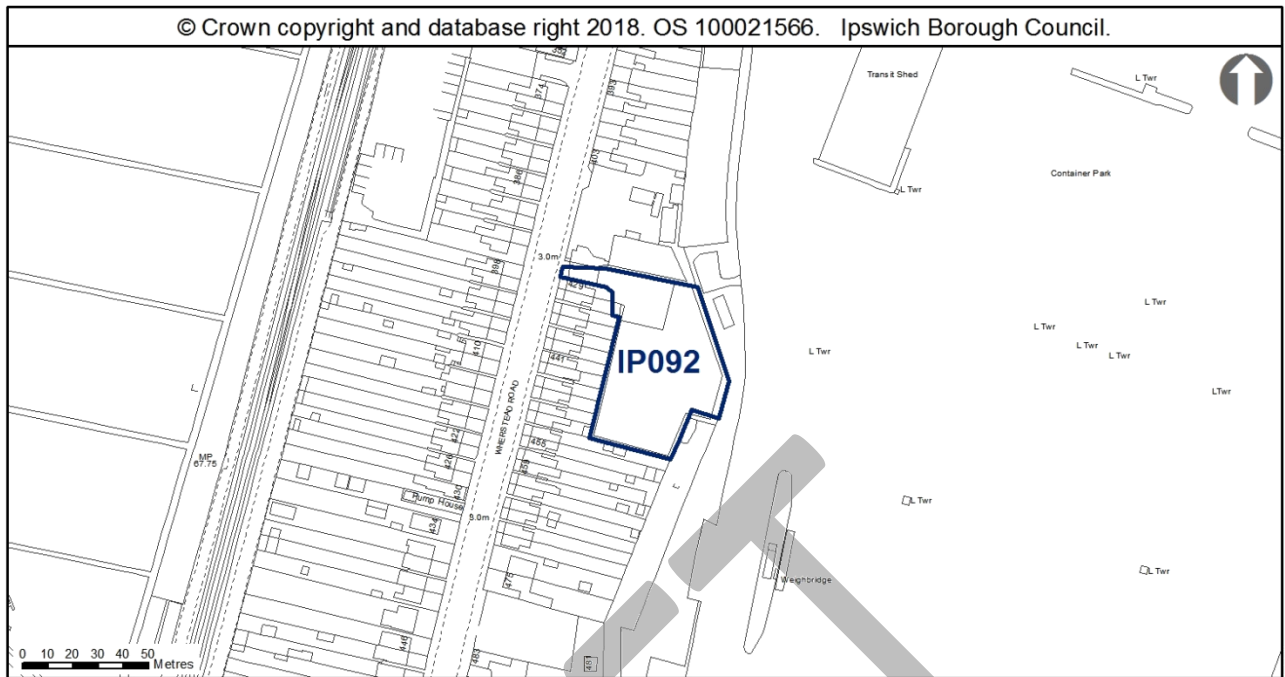 © Crown copyright and database right 2018. OS 100021566. Ipswich Borough Council.
Transit Shed
L Twr
374
393
L Twr
403
Container Park
386
L Twr
3.0m
398
429
L Twr
L Twr
L Twr
410
L Twr
L Twr
441
IP092
LTwr
WHERSTEAD ROAD
422
455
MP
67.75
426
459
430
Pump House
L Twr
434
3.0m
L Twr
475
Weighbridge
446
483
481
0 10 20 30 40 50
Metres